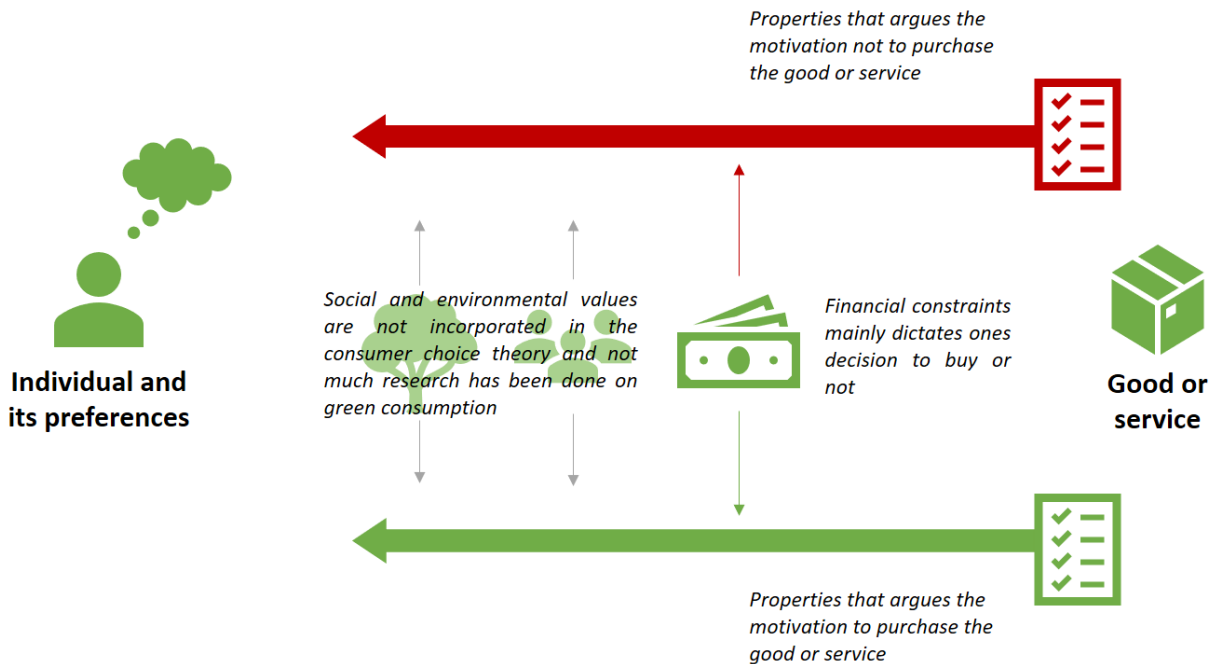 Properties that argues the
motivation not to purchase
the good or service
Social and environmental values
are not incorporated in the
consumer choice theory and not
much research has been done on
green consumption
Financial constraints
mainly dictates ones
decision to buy or
not
Individual and
its preferences
Good or
service
Properties that argues the
motivation to purchase the
good or service